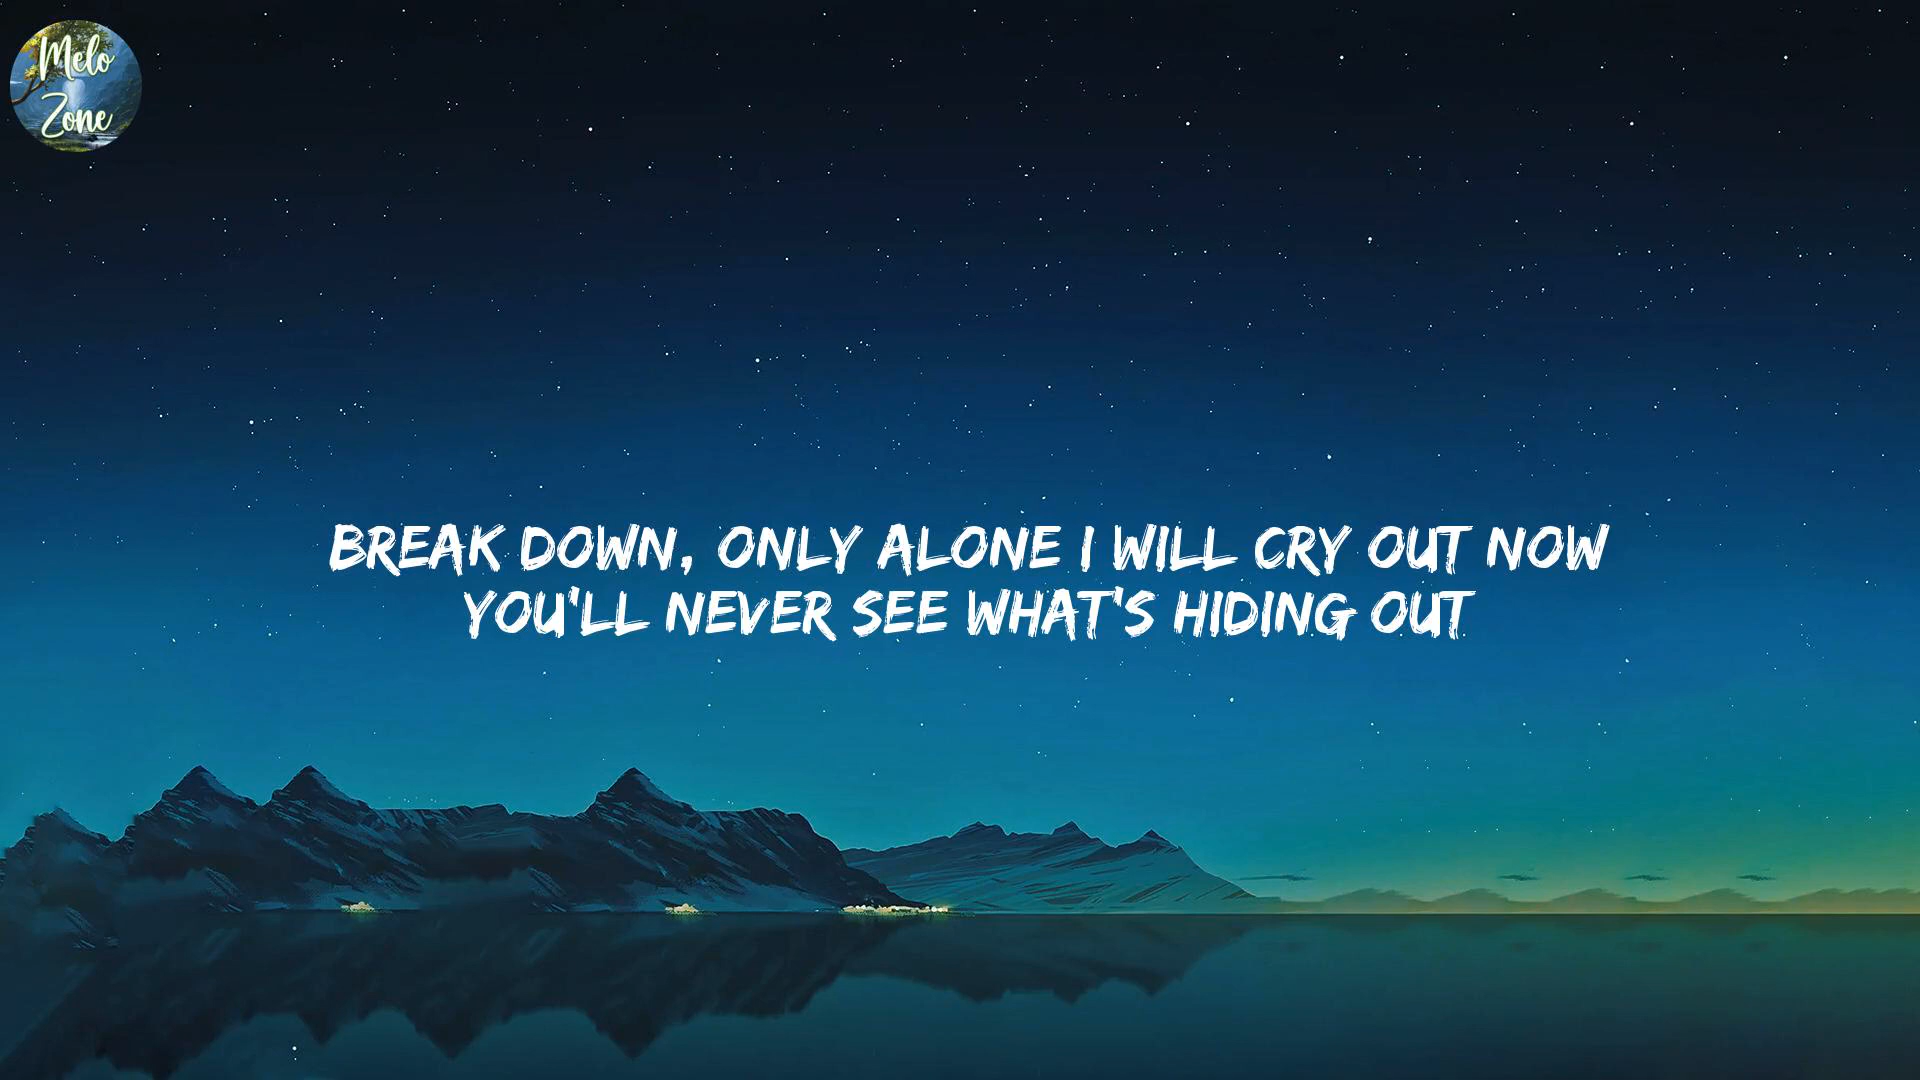 Melo
Zone
BREAK DOWN, ONLY ALONE I WILL CRY OUT NOW
YOU'LL NEVER SEE WHAT'S HIDING OUT